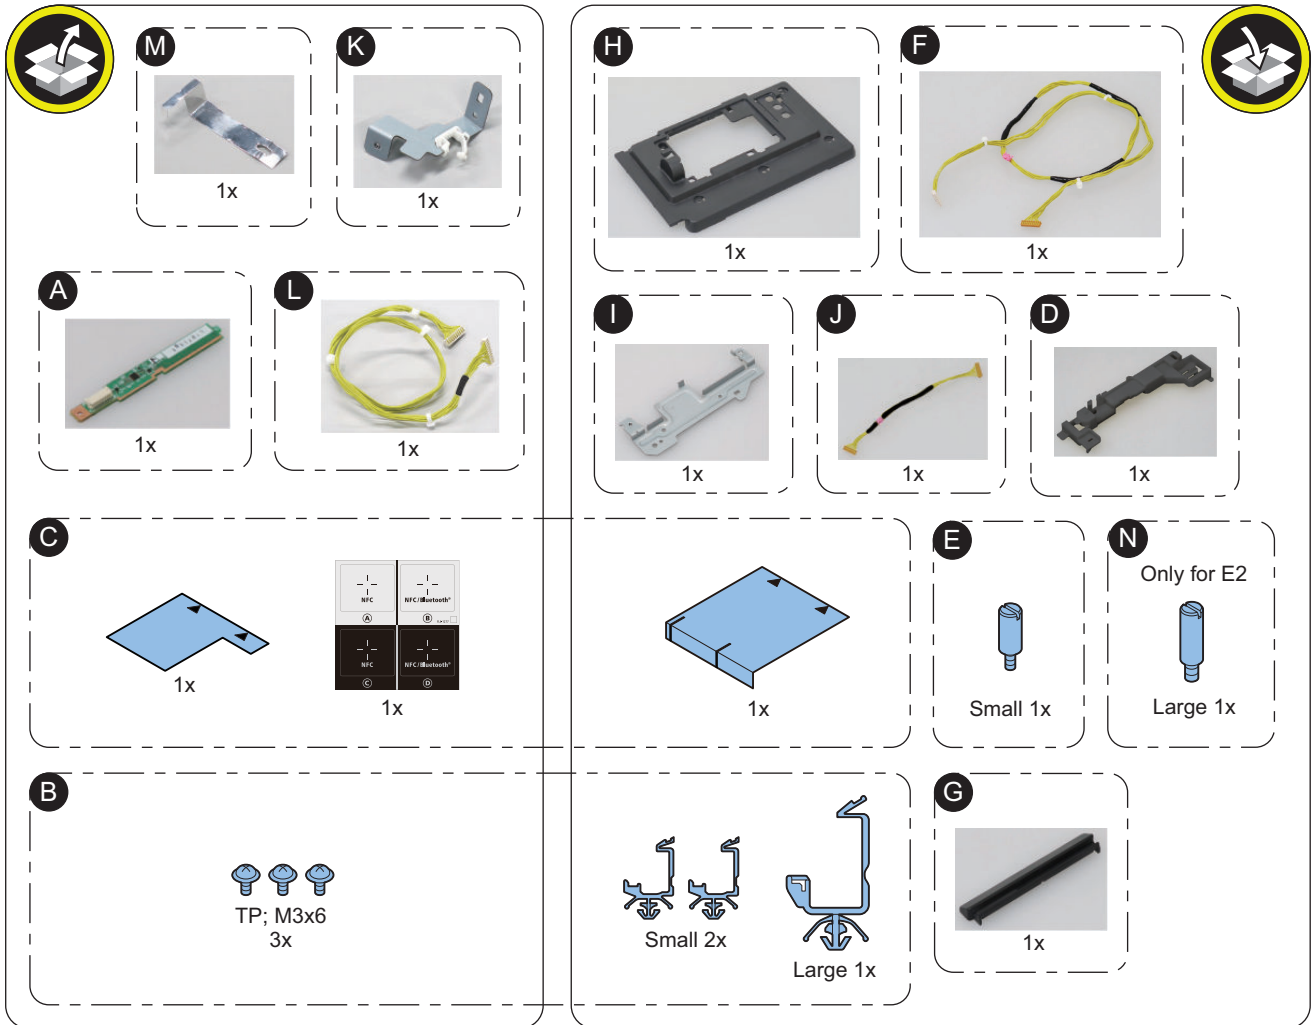 M
1x
K
1x
H
1x
F
1x
A
1x
L
1x
I
1x
J
1x
D
1x
C
1x
NFC
NFC/Bluetooth®
A
B
NFC
NFC/Bluetooth®
C
D
1x
1x
E
Small 1x
N
Only for E2
Large 1x
B
TP; M3x6
3x
Small 2x
Large 1x
G
1x